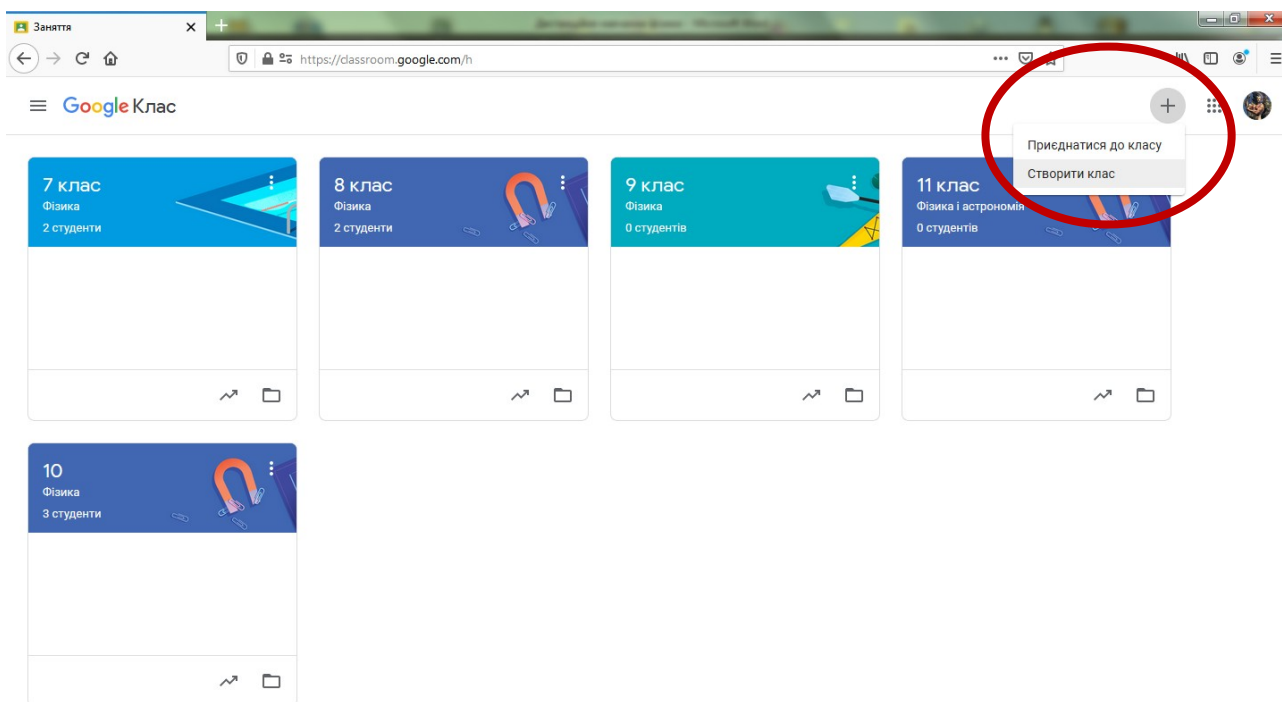 Заняття
https://classroom.google.com/h
Google Клас
Приєднатися до класу
Створити клас
7 клас
Фізика
2 студенти
8 клас
Фізика
2 студенти
9 клас
Фізика
0 студентів
11 клас
Фізика і астрономія
0 студентів
10
Фізика
3 студенти